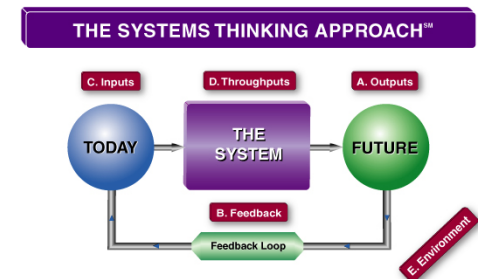 THE SYSTEMS THINKING APPROACH℠
C. Inputs
D. Throughputs
A. Outputs
TODAY
THE
SYSTEM
FUTURE
B. Feedback
Feedback Loop
E. Environment